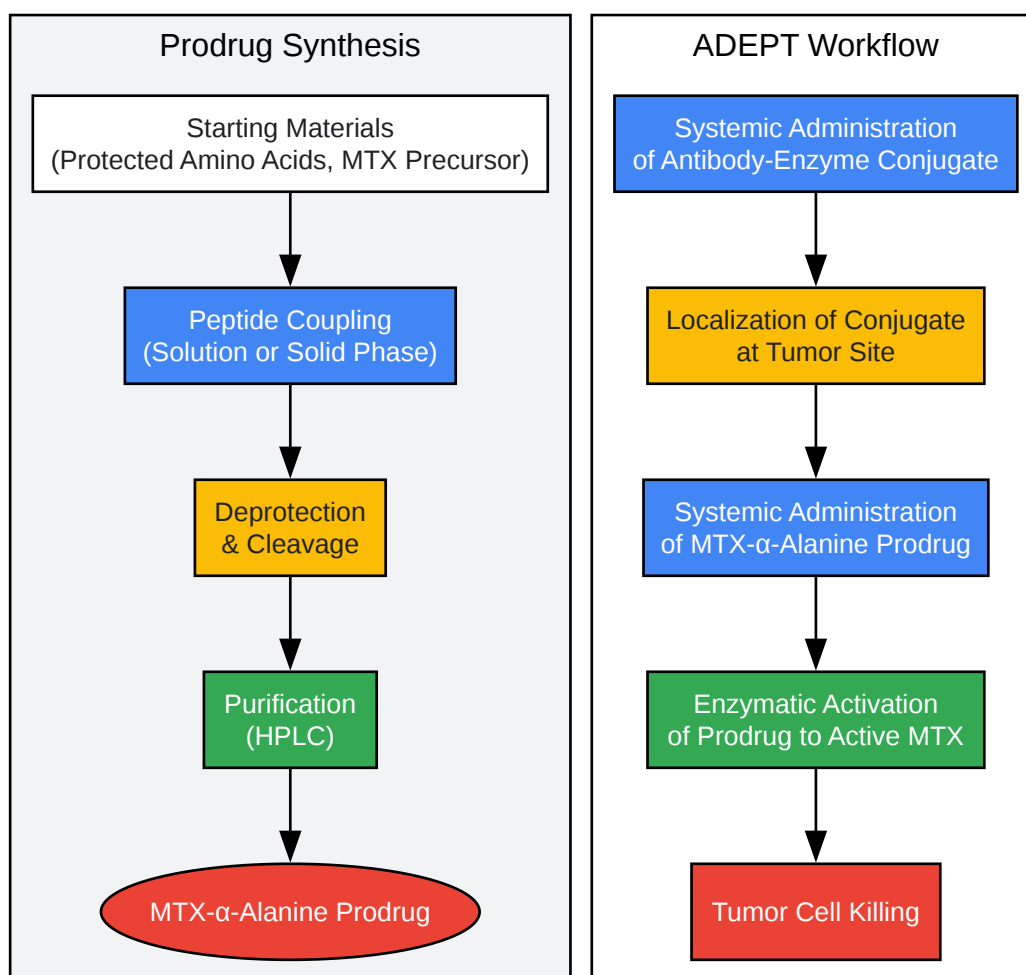 Prodrug Synthesis
Starting Materials
(Protected Amino Acids, MTX Precursor)
Peptide Coupling
(Solution or Solid Phase)
Deprotection
& Cleavage
Purification
(HPLC)
MTX-α-Alanine Prodrug
ADEPT Workflow
Systemic Administration
of Antibody-Enzyme Conjugate
Localization of Conjugate
at Tumor Site
Systemic Administration
of MTX-α-Alanine Prodrug
Enzymatic Activation
of Prodrug to Active MTX
Tumor Cell Killing